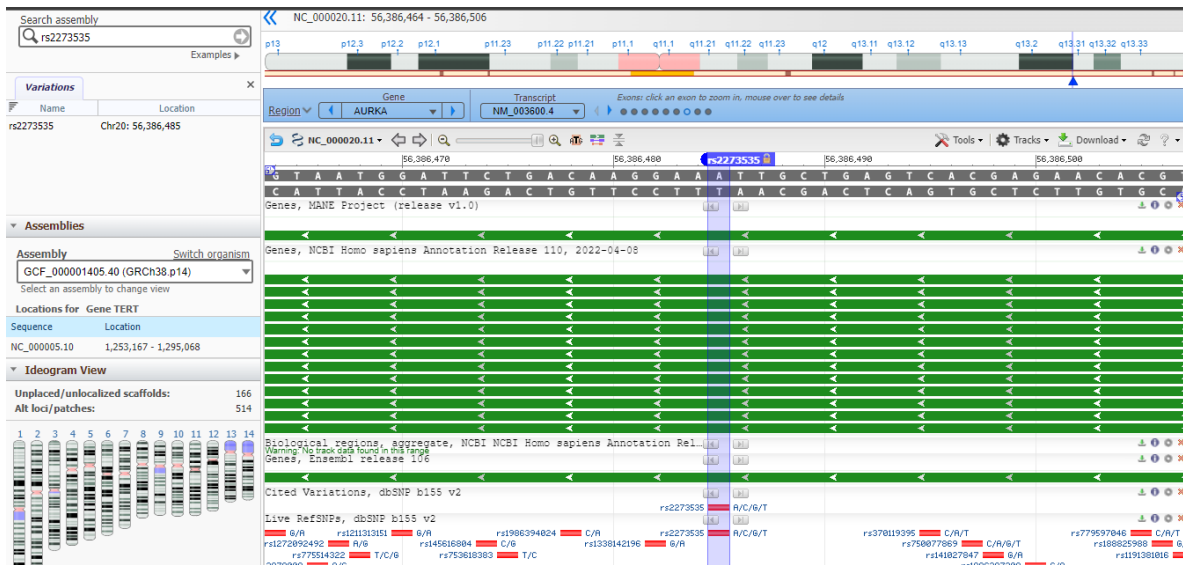 Search assembly
rs2273535
Examples
Variations
Name Location
rs2273535 Chr20: 56,386,485
Assemblies
Assembly Switch organism
GCF_000001405.40 (GRCh38.p14)
Select an assembly to change view
Locations for Gene TERT
Sequence Location
NC_000005.10 1,253,167 - 1,295,068
Ideogram View
Unplaced/unlocalized scaffolds: 166
Alt loci/patches: 514
1 2 3 4 5 6 7 8 9 10 11 12 13 14
NC_000020.11: 56,386,464 - 56,386,506
p13 p12.3 p12.2 p12.1 p11.23 p11.22 p11.21 p11.1 q11.1 q11.21 q11.22 q11.23 q12 q13.11 q13.12 q13.13 q13.2 q13.31 q13.32 q13.33
Gene Transcript Exons: click an exon to zoom in, mouse over to see details
Region AURKA NM_003600.4
NC_000020.11 Tools Tracks Download ?
56,386,470 56,386,480 rs2273535 56,386,490 56,386,500
G T A A T G G A T T C T G A C A A G G A A A T T G C T G A G T C A C G A G A A C A C G T
C A T T A C C T A A G A C T G T T C C T T T A A C G A C T C A G T G C T C T T G T G C
Genes, MANE Project (release v1.0)
Genes, NCBI Homo sapiens Annotation Release 110, 2022-04-08
Biological regions, aggregate, NCBI NCBI Homo sapiens Annotation Rel...
Warning: No track data found in this range
Genes, Ensembl release 106
Cited Variations, dbSNP b155 v2
rs2273535 A/C/G/T
Live RefSNPs, dbSNP b155 v2
G/A rs1211313151 G/A rs1986394024 C/A rs2273535 A/C/G/T rs370119395 C/A/T rs779597046 C/A/T
rs1272092492 A/G rs145616804 C/G rs1338142196 G/A rs750077869 C/A/G/T rs188825988
rs775514322 T/C/G rs753618383 T/C rs141027847 G/A rs1191381016